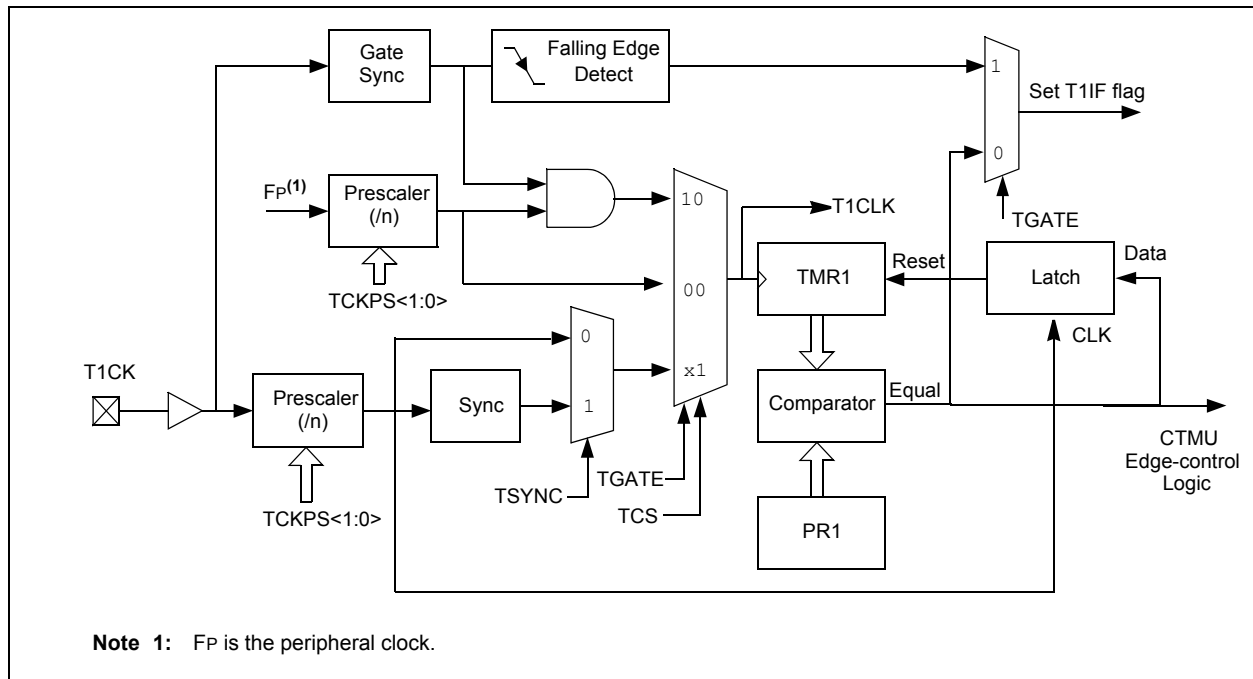 Gate
Sync
Falling Edge
Detect
1
Set T1IF flag
0
TGATE
FP(1)
Prescaler
(/n)
TCKPS<1:0>
10
00
x1
T1CLK
TMR1
Reset
Latch
Data
CLK
T1CK
Prescaler
(/n)
TCKPS<1:0>
Sync
0
1
TSYNC
TGATE
TCS
Comparator
Equal
PR1
CTMU
Edge-control
Logic
Note 1: FP is the peripheral clock.